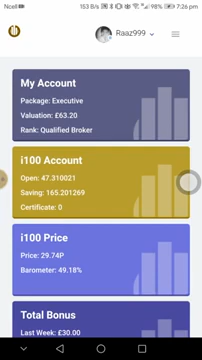 Ncell
153 B/s
98%
7:26 pm
Raaz999
My Account
Package: Executive
Valuation: £63.20
Rank: Qualified Broker
i100 Account
Open: 47.310021
Saving: 165.201269
Certificate: 0
i100 Price
Price: 29.74P
Barometer: 49.18%
Total Bonus
Last Week: £30.00